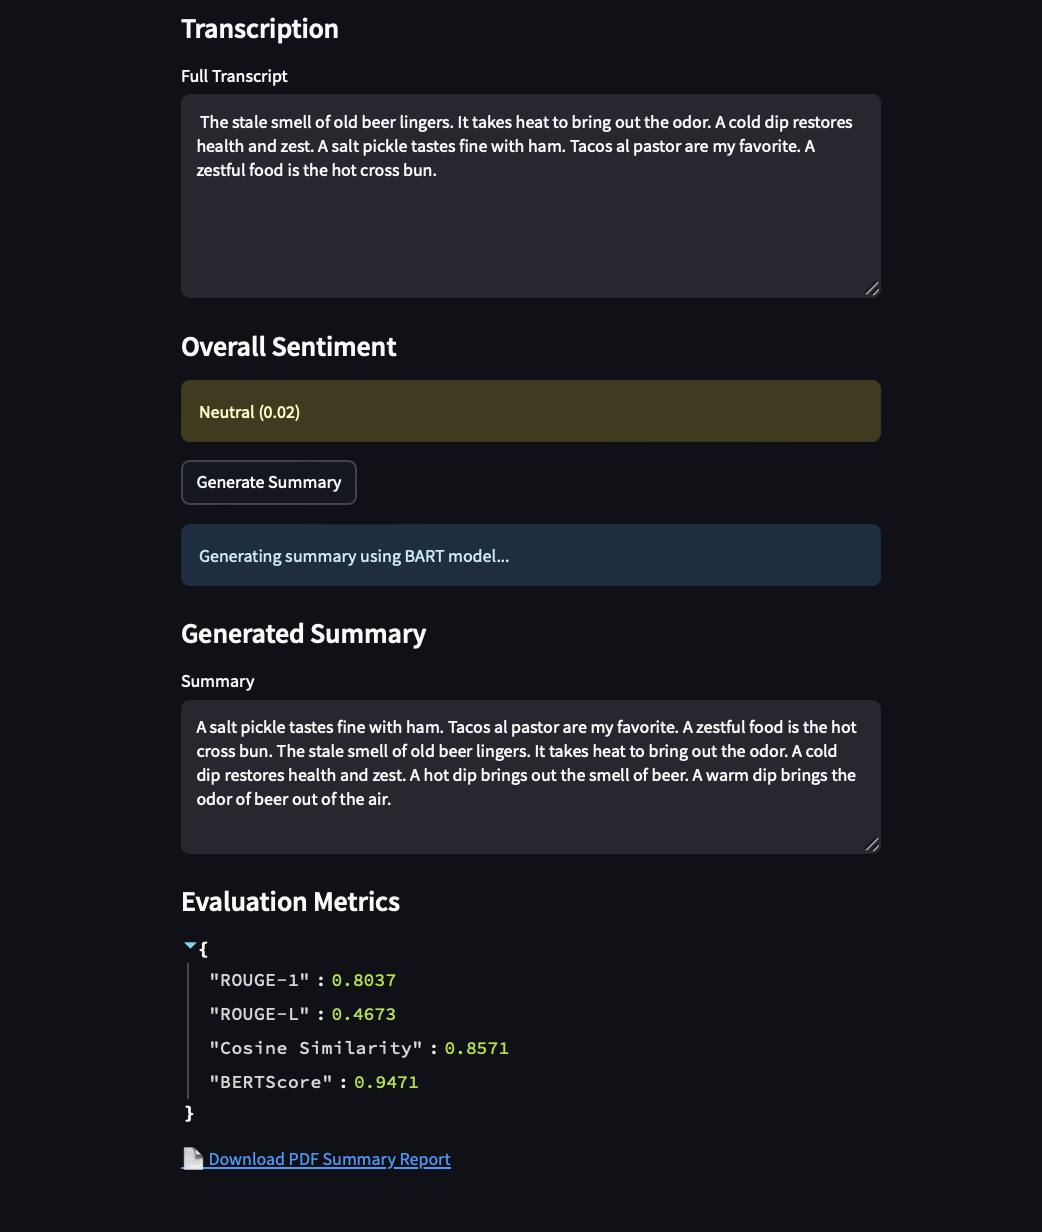 Transcription
Full Transcript
The stale smell of old beer lingers. It takes heat to bring out the odor. A cold dip restores
health and zest. A salt pickle tastes fine with ham. Tacos al pastor are my favorite. A
zestful food is the hot cross bun.
Overall Sentiment
Neutral (0.02)
Generate Summary
Generating summary using BART model...
Generated Summary
Summary
A salt pickle tastes fine with ham. Tacos al pastor are my favorite. A zestful food is the hot
cross bun. The stale smell of old beer lingers. It takes heat to bring out the odor. A cold
dip restores health and zest. A hot dip brings out the smell of beer. A warm dip brings the
odor of beer out of the air.
Evaluation Metrics
{
"ROUGE-1" : 0.8037
"ROUGE-L" : 0.4673
"Cosine Similarity" : 0.8571
"BERTScore" : 0.9471
}
Download PDF Summary Report